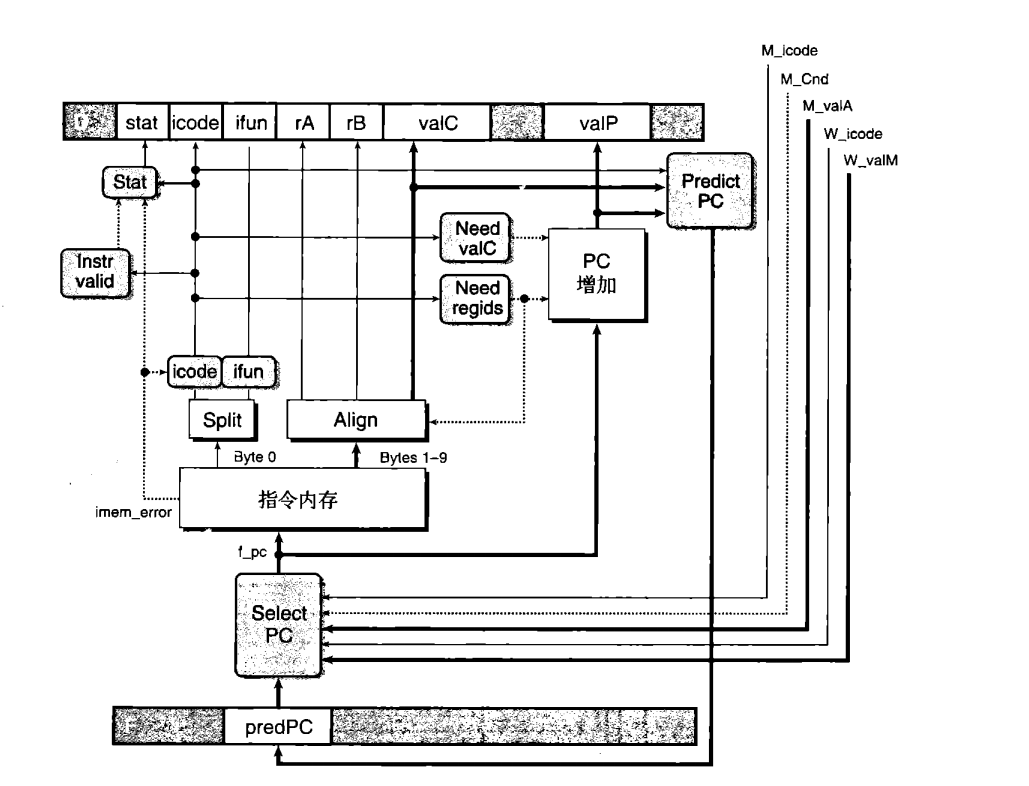 M_icode
M_Cnd
M_valA
W_icode
W_valM
stat icode ifun rA rB valC valP
Stat
Predict
PC
Need
valC
Instr
valid
PC
增加
Need
regids
icode ifun
Split
Align
Byte 0
Bytes 1–9
指令内存
imem_error
f_pc
Select
PC
predPC